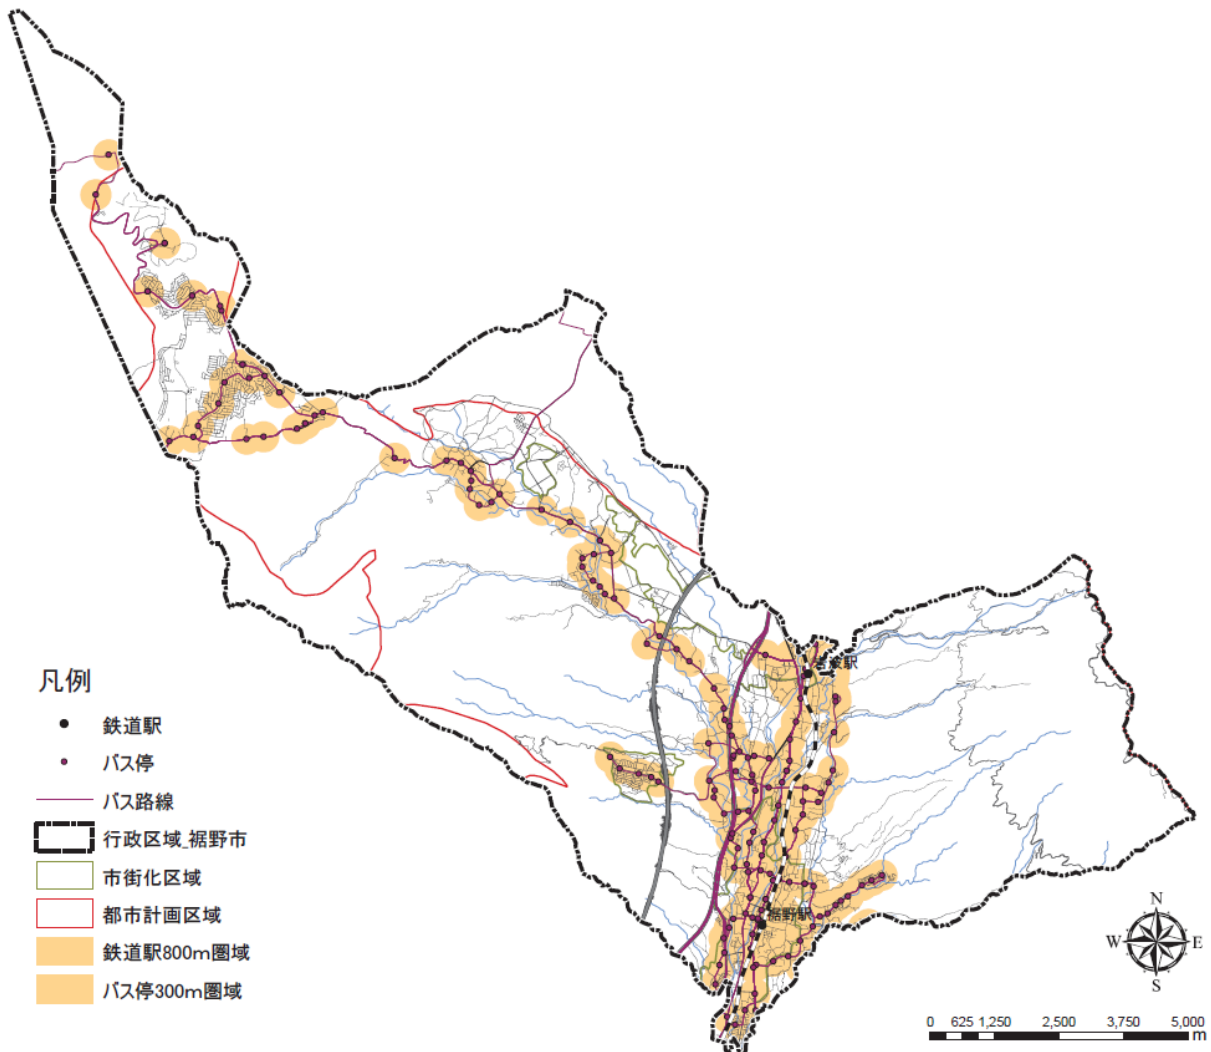 岩波駅
裾野駅
凡例
鉄道駅
バス停
バス路線
行政区域_裾野市
市街化区域
都市計画区域
鉄道駅800m圏域
バス停300m圏域
N
W E
S
0 625 1,250 2,500 3,750 5,000
m